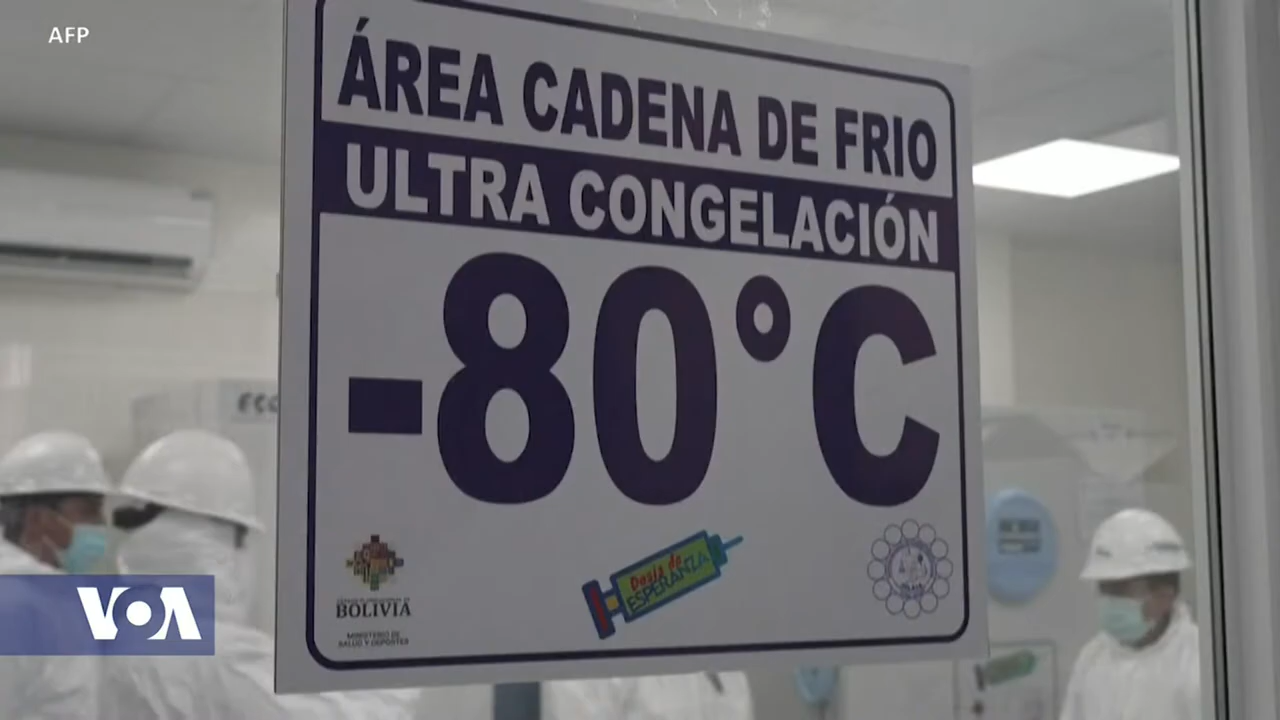 AFP
ÁREA CADENA DE FRIO
ULTRA CONGELACIÓN
-80°C
Dosis de
ESPERANZA
BOLIVIA
MINISTERIO DE
SALUD Y DEPORTES
VOA